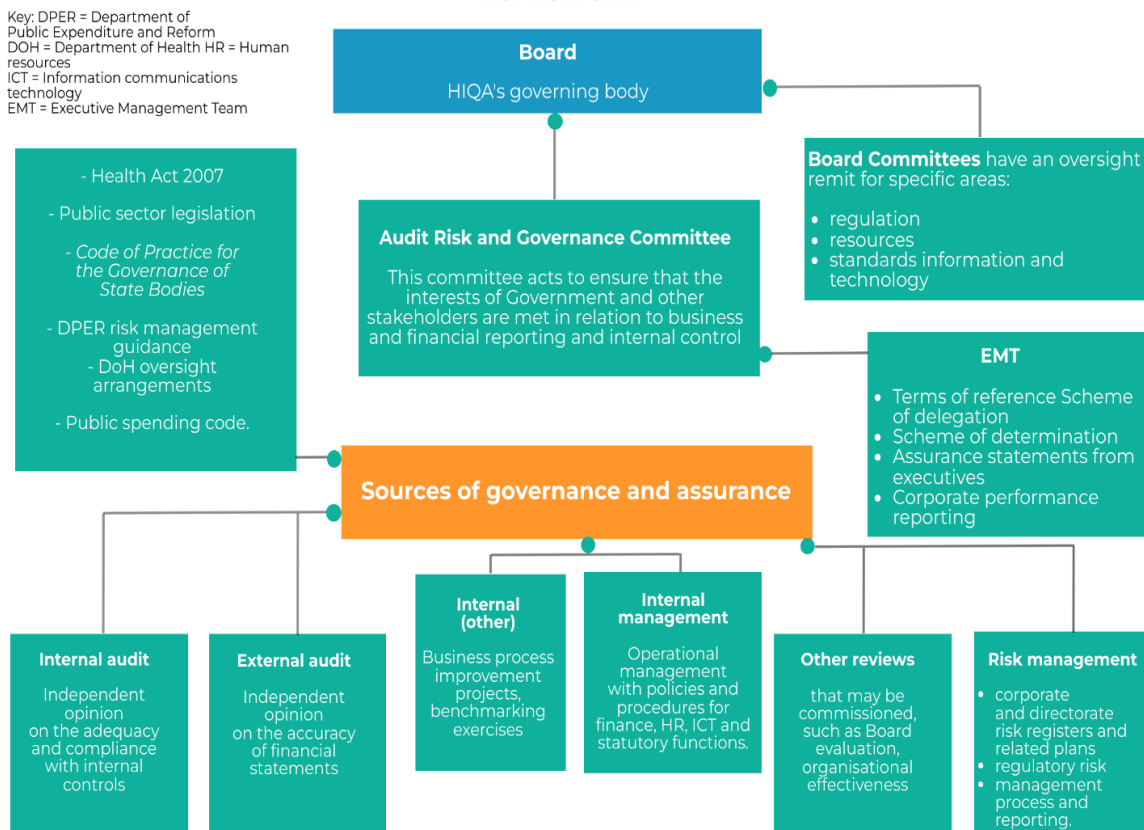 Key: DPER = Department of
Public Expenditure and Reform
DOH = Department of Health HR = Human
resources
ICT = Information communications
technology
EMT = Executive Management Team
Board
HIQA's governing body
- Health Act 2007
- Public sector legislation
- Code of Practice for
the Governance of
State Bodies
- DPER risk management
guidance
- DoH oversight
arrangements
- Public spending code.
Audit Risk and Governance Committee
This committee acts to ensure that the
interests of Government and other
stakeholders are met in relation to business
and financial reporting and internal control
Board Committees have an oversight
remit for specific areas:
• regulation
• resources
• standards information and
technology
EMT
• Terms of reference Scheme
of delegation
• Scheme of determination
• Assurance statements from
executives
• Corporate performance
reporting
Sources of governance and assurance
Internal audit
Independent
opinion
on the adequacy
and compliance
with internal
controls
External audit
Independent
opinion
on the accuracy
of financial
statements
Internal
(other)
Business process
improvement
projects,
benchmarking
exercises
Internal
management
Operational
management
with policies and
procedures for
finance, HR, ICT and
statutory functions.
Other reviews
that may be
commissioned,
such as Board
evaluation,
organisational
effectiveness
Risk management
• corporate
and directorate
risk registers and
related plans
• regulatory risk
• management
process and
reporting.